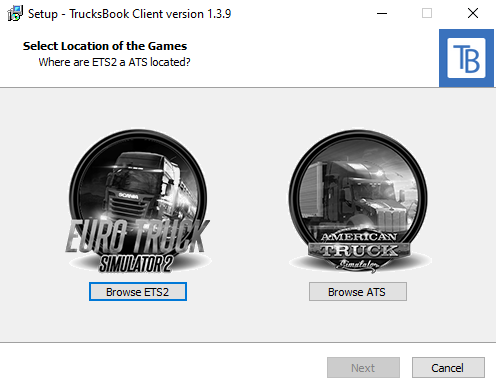 Setup - TrucksBook Client version 1.3.9
Select Location of the Games
Where are ETS2 a ATS located?
TB
SCANIA
EURO TRUCK
SIMULATOR 2
AMERICAN
TRUCK
Simulator
Browse ETS2
Browse ATS
Next
Cancel